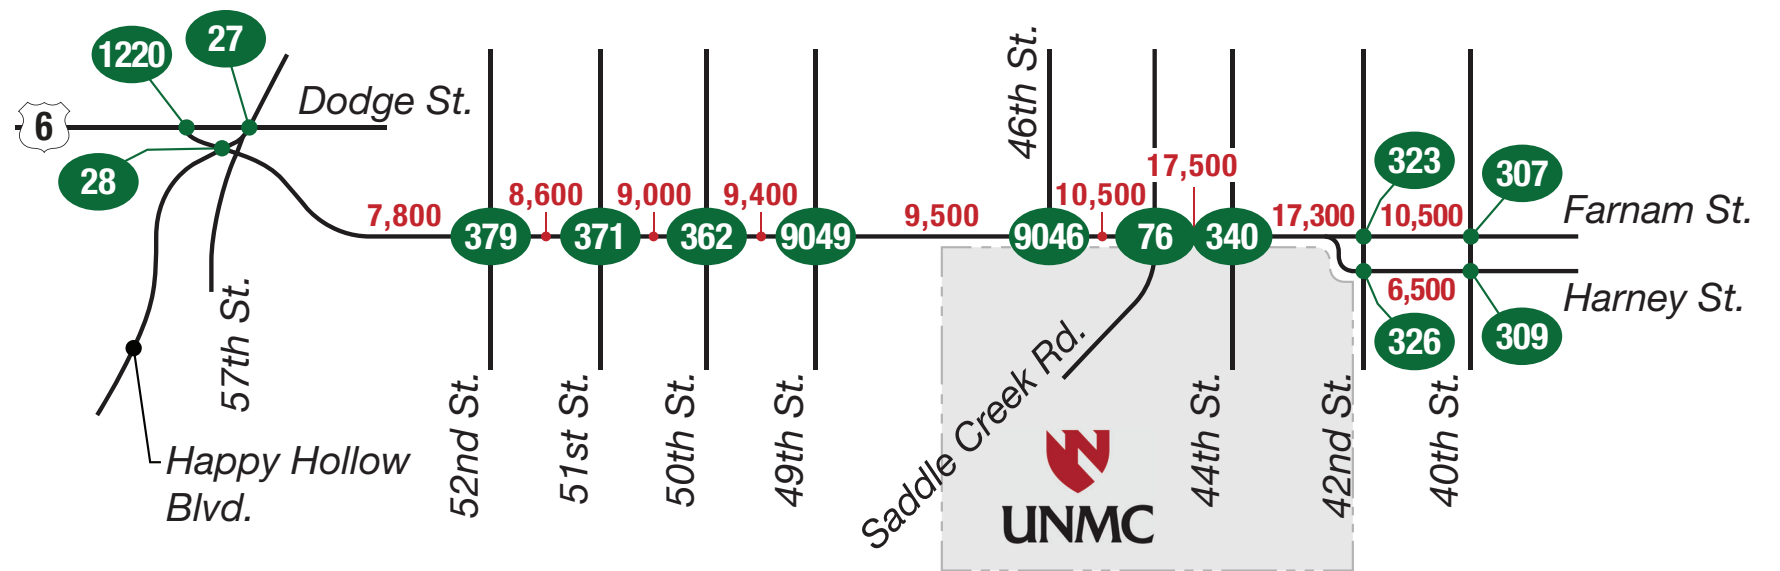 1220
27
Dodge St.
6
28
7,800
379
8,600
371
9,000
362
9,400
9049
9,500
46th St.
9046
10,500
76
17,500
340
17,300
323
10,500
307
Farnam St.
6,500
Harney St.
326
309
57th St.
Happy Hollow
Blvd.
52nd St.
51st St.
50th St.
49th St.
Saddle Creek Rd.
44th St.
42nd St.
40th St.
UNMC